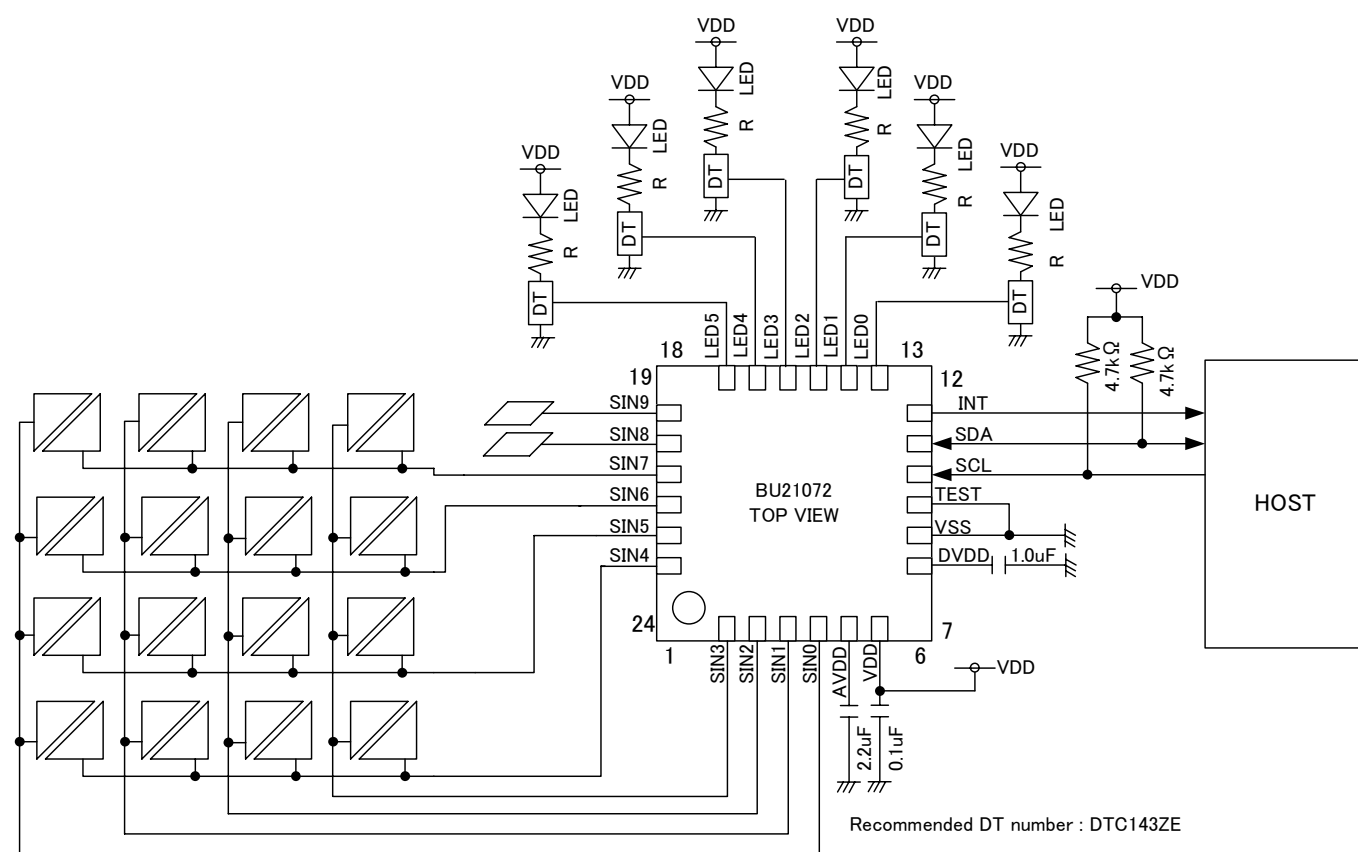 VDD
LED
R
DT
VDD
LED
R
DT
VDD
LED
R
DT
VDD
LED
R
DT
VDD
LED
R
DT
VDD
LED
R
DT
VDD
4.7kΩ
4.7kΩ
LED5
LED4
LED3
LED2
LED1
LED0
18
13
19
12
SIN9
SIN8
SIN7
SIN6
SIN5
SIN4
BU21072
TOP VIEW
INT
SDA
SCL
TEST
VSS
DVDD
1.0uF
HOST
24
7
1
6
SIN3
SIN2
SIN1
SIN0
AVDD
VDD
VDD
2.2uF
0.1uF
Recommended DT number : DTC143ZE